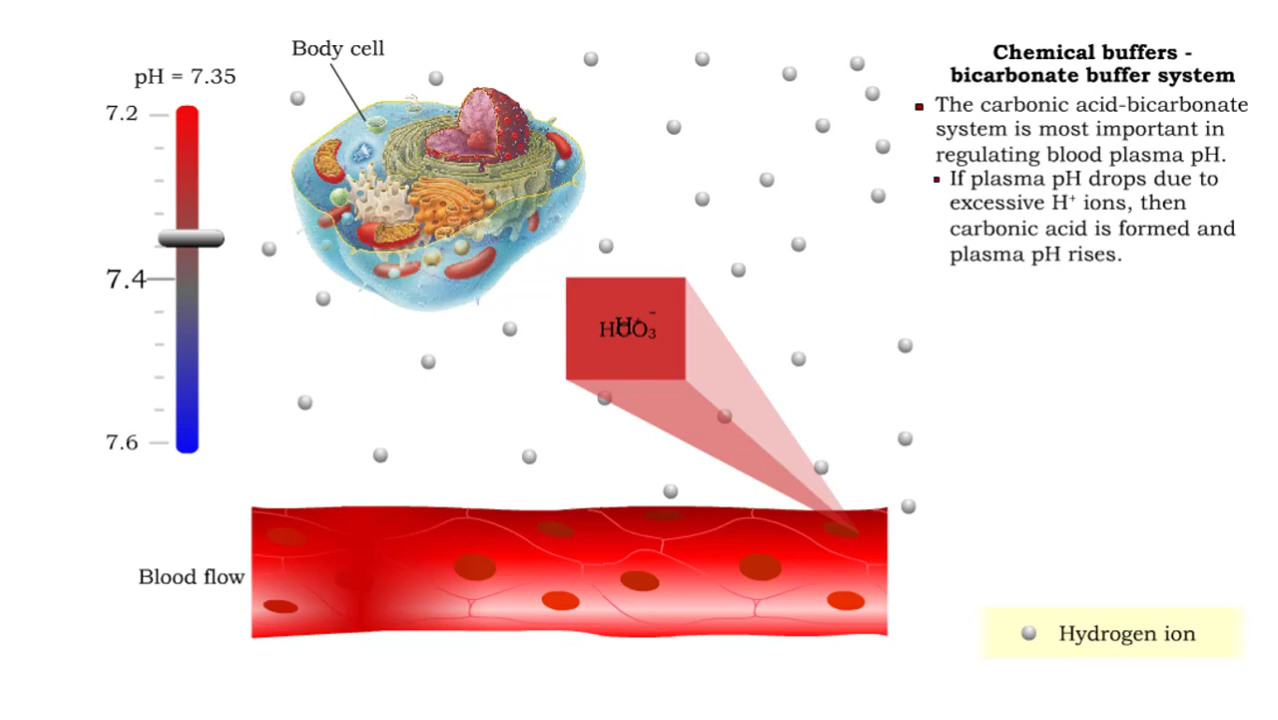 Body cell
pH = 7.35
7.2
7.4
7.6
Chemical buffers -
bicarbonate buffer system
The carbonic acid-bicarbonate
system is most important in
regulating blood plasma pH.
If plasma pH drops due to
excessive H⁺ ions, then
carbonic acid is formed and
plasma pH rises.
Blood flow
Hydrogen ion